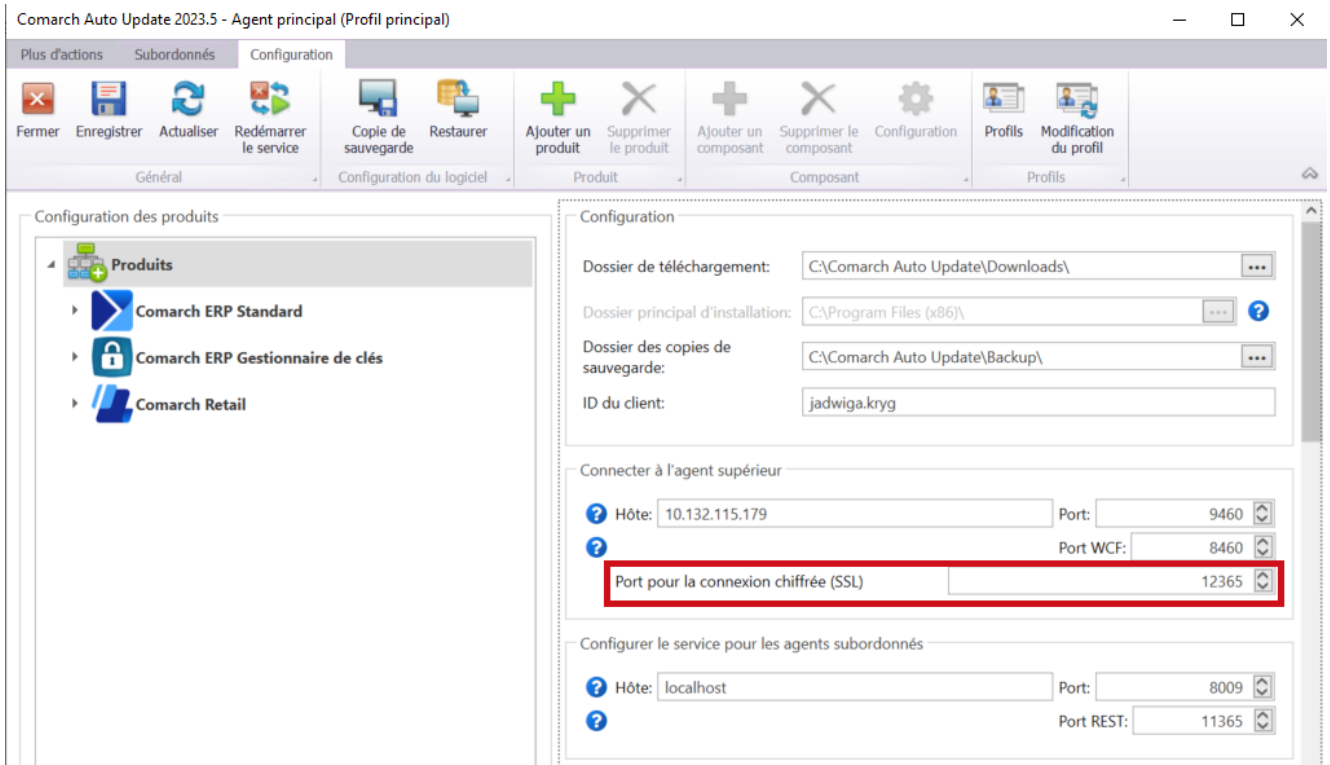 Comarch Auto Update 2023.5 - Agent principal (Profil principal)
Plus d'actions Subordonnés Configuration
Fermer Enregistrer Actualiser Redémarrer le service Copie de sauvegarde Restaurer Ajouter un produit Supprimer le produit Ajouter un composant Supprimer le composant Configuration Profils Modification du profil
Général Configuration du logiciel Produit Composant Profils
Configuration des produits
Produits
Comarch ERP Standard
Comarch ERP Gestionnaire de clés
Comarch Retail
Configuration
Dossier de téléchargement: C:\Comarch Auto Update\Downloads\ ...
Dossier principal d'installation: C:\Program Files (x86)\ ... ?
Dossier des copies de
sauvegarde: C:\Comarch Auto Update\Backup\ ...
ID du client: jadwiga.kryg
Connecter à l'agent supérieur
? Hôte: 10.132.115.179 Port: 9460
? Port WCF: 8460
Port pour la connexion chiffrée (SSL) 12365
Configurer le service pour les agents subordonnés
? Hôte: localhost Port: 8009
? Port REST: 11365